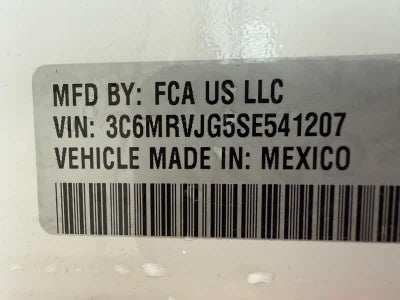 MFD BY: FCA US LLC
VIN: 3C6MRVJG5SE541207
VEHICLE MADE IN: MEXICO